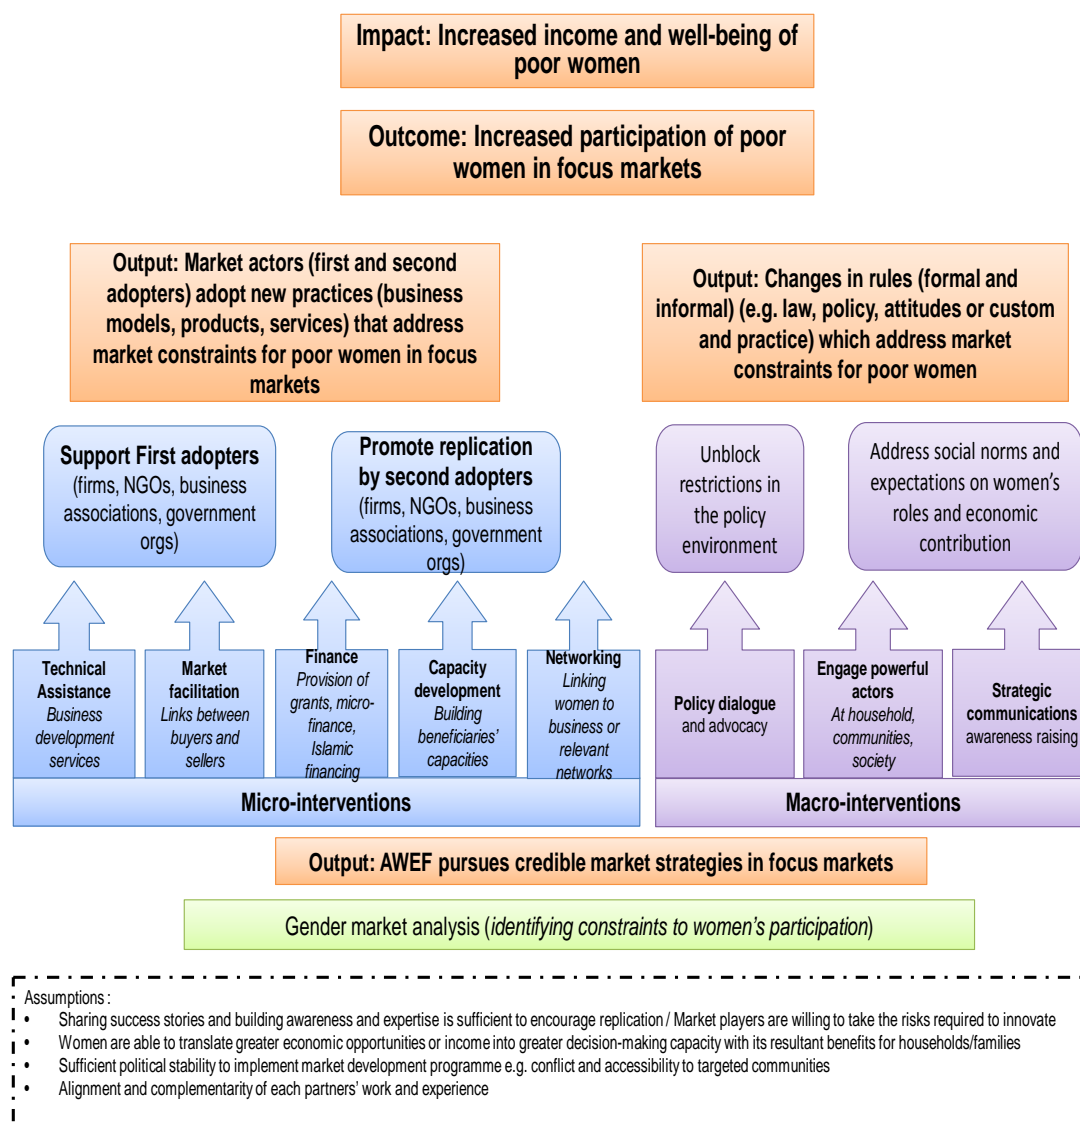 Impact: Increased income and well-being of
poor women
Outcome: Increased participation of poor
women in focus markets
Output: Market actors (first and second
adopters) adopt new practices (business
models, products, services) that address
market constraints for poor women in focus
markets
Output: Changes in rules (formal and
informal) (e.g. law, policy, attitudes or custom
and practice) which address market
constraints for poor women
Support First adopters
(firms, NGOs, business
associations, government
orgs)
Promote replication
by second adopters
(firms, NGOs, business
associations, government
orgs)
Unblock
restrictions in
the policy
environment
Address social norms and
expectations on women’s
roles and economic
contribution
Technical
Assistance
Business
development
services
Market
facilitation
Links between
buyers and
sellers
Finance
Provision of
grants, micro-
finance,
Islamic
financing
Capacity
development
Building
beneficiaries’
capacities
Networking
Linking
women to
business or
relevant
networks
Policy dialogue
and advocacy
Engage powerful
actors
At household,
communities,
society
Strategic
communications
awareness raising
Micro-interventions
Macro-interventions
Output: AWEF pursues credible market strategies in focus markets
Gender market analysis (identifying constraints to women’s participation)
Assumptions :
• Sharing success stories and building awareness and expertise is sufficient to encourage replication / Market players are willing to take the risks required to innovate
• Women are able to translate greater economic opportunities or income into greater decision-making capacity with its resultant benefits for households/families
• Sufficient political stability to implement market development programme e.g. conflict and accessibility to targeted communities
• Alignment and complementarity of each partners’ work and experience